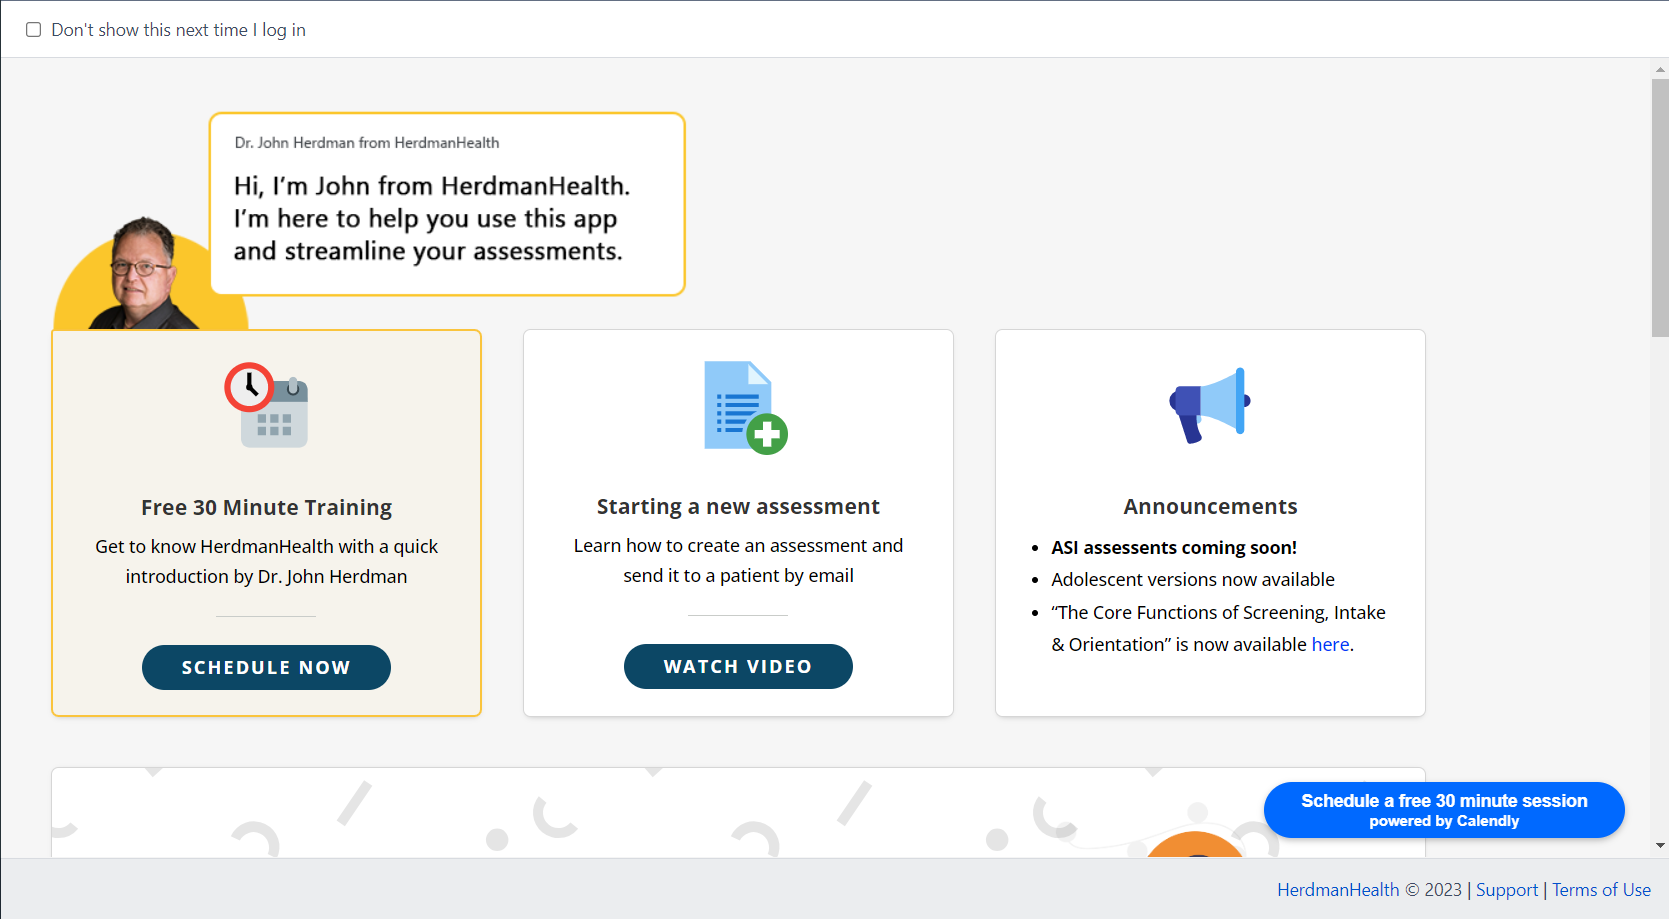 Don't show this next time I log in
Dr. John Herdman from HerdmanHealth
Hi, I'm John from HerdmanHealth.
I'm here to help you use this app
and streamline your assessments.
Free 30 Minute Training
Get to know HerdmanHealth with a quick
introduction by Dr. John Herdman
SCHEDULE NOW
Starting a new assessment
Learn how to create an assessment and
send it to a patient by email
WATCH VIDEO
Announcements
• ASI assessents coming soon!
• Adolescent versions now available
• “The Core Functions of Screening, Intake
& Orientation” is now available here.
Schedule a free 30 minute session
powered by Calendly
HerdmanHealth © 2023 | Support | Terms of Use